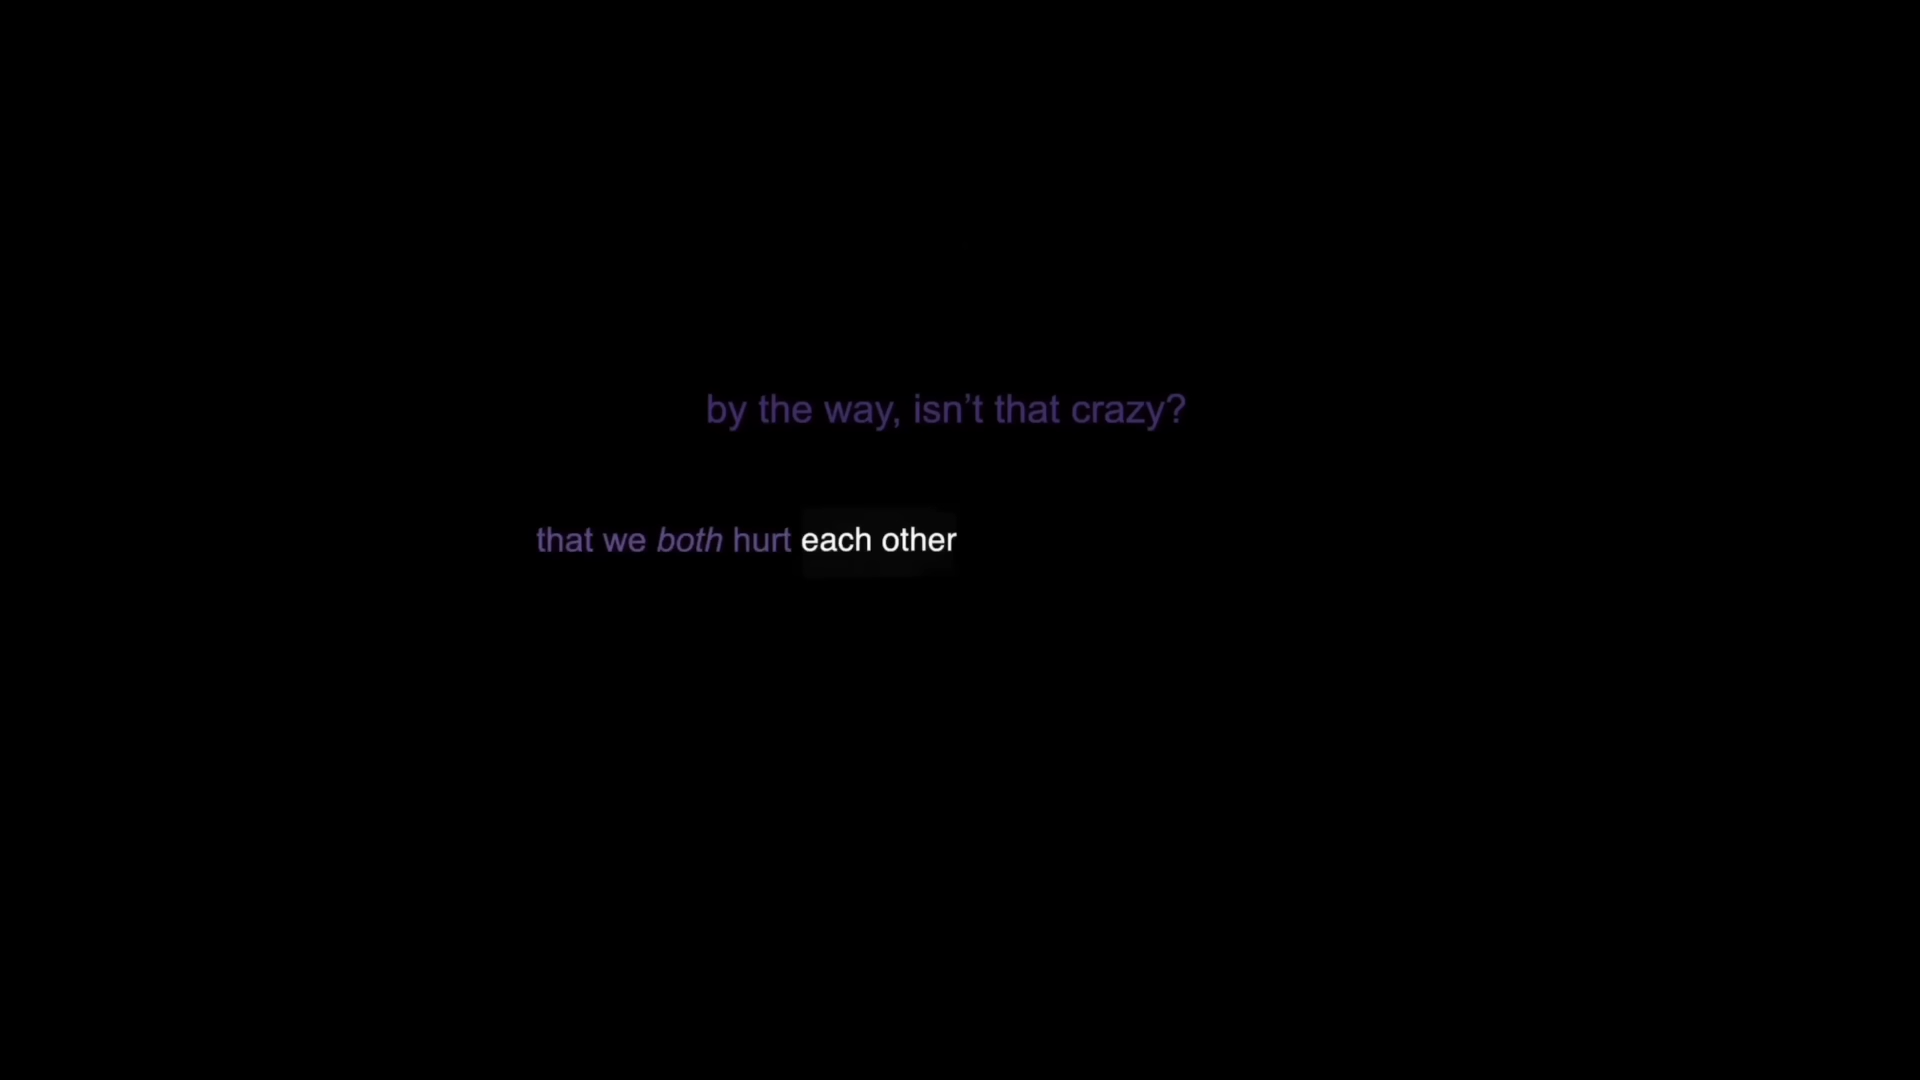 by the way, isn’t that crazy?
that we both hurt each other